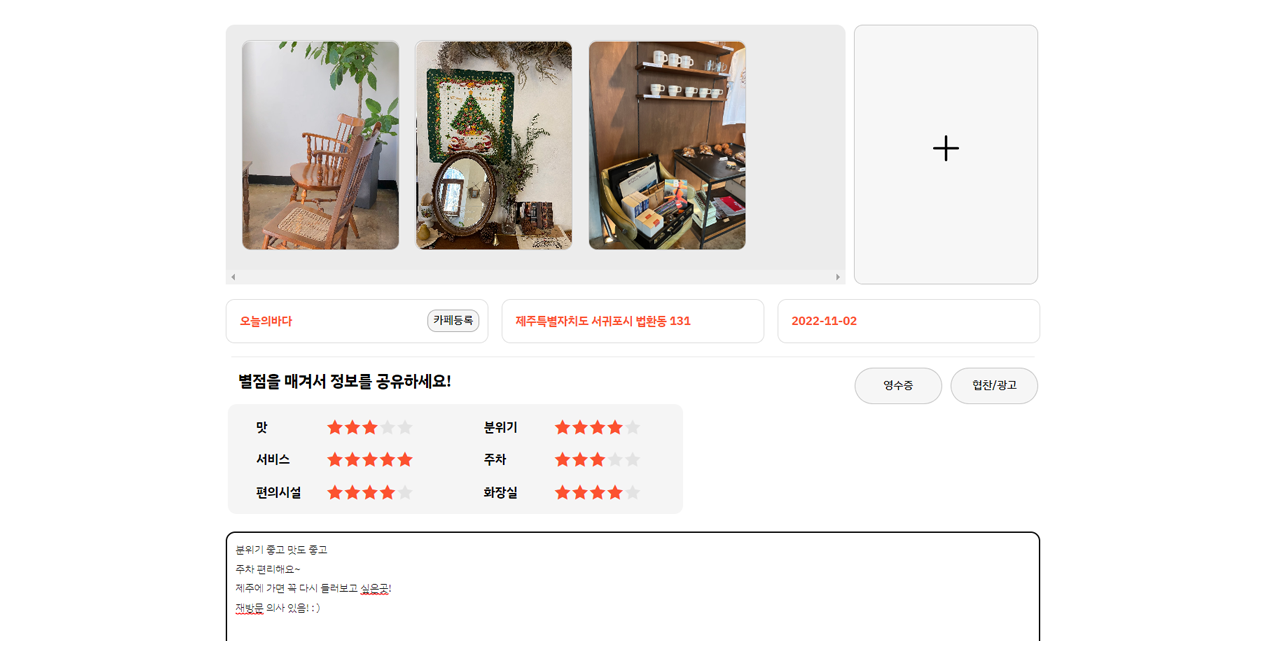 오늘의바다 카페등록 제주특별자치도 서귀포시 법환동 131 2022-11-02
별점을 매겨서 정보를 공유하세요! 영수증 협찬/광고
맛 분위기
서비스 주차
편의시설 화장실
분위기 좋고 맛도 좋고
주차 편리해요~
제주에 가면 꼭 다시 들러보고 싶은곳!
재방문 의사 있음! : )